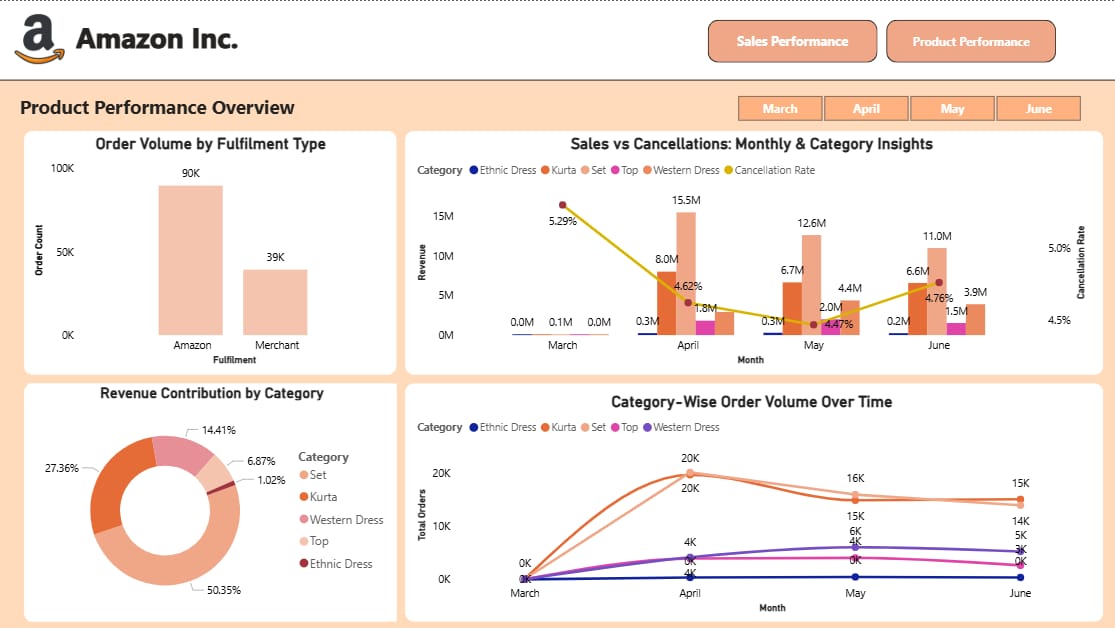 a
Amazon Inc.
Sales Performance
Product Performance
Product Performance Overview
March
April
May
June
Order Volume by Fulfilment Type
100K
50K
0K
Order Count
90K
39K
Amazon
Merchant
Fulfilment
Sales vs Cancellations: Monthly & Category Insights
Category Ethnic Dress Kurta Set Top Western Dress Cancellation Rate
15M
10M
5M
0M
Revenue
5.29%
0.0M
0.1M
0.0M
15.5M
8.0M
4.62%
1.8M
0.3M
12.6M
6.7M
4.4M
2.0M
0.3M
4.47%
11.0M
6.6M
4.76%
3.9M
1.5M
0.2M
5.0%
4.5%
Cancellation Rate
March
April
May
June
Month
Revenue Contribution by Category
14.41%
6.87%
1.02%
27.36%
50.35%
Category
Set
Kurta
Western Dress
Top
Ethnic Dress
Category-Wise Order Volume Over Time
Category Ethnic Dress Kurta Set Top Western Dress
20K
10K
0K
Total Orders
0K
0K
20K
20K
4K
0K
4K
16K
15K
6K
4K
0K
15K
14K
5K
3K
0K
March
April
May
June
Month